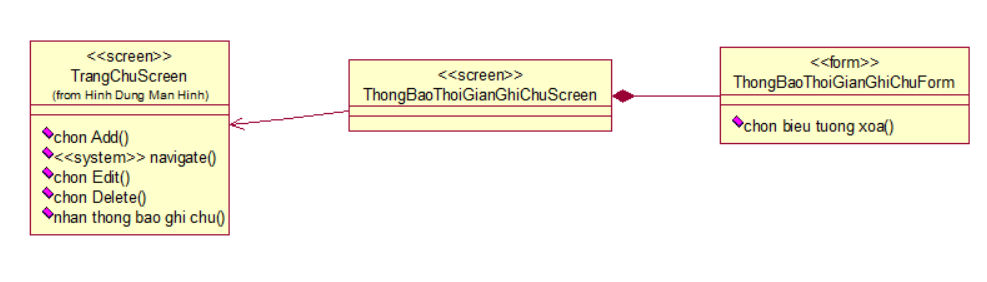 <<screen>>
TrangChuScreen
(from Hinh Dung Man Hinh)
chon Add()
<<system>> navigate()
chon Edit()
chon Delete()
nhan thong bao ghi chu()
<<screen>>
ThongBaoThoiGianGhiChuScreen
<<form>>
ThongBaoThoiGianGhiChuForm
chon bieu tuong xoa()